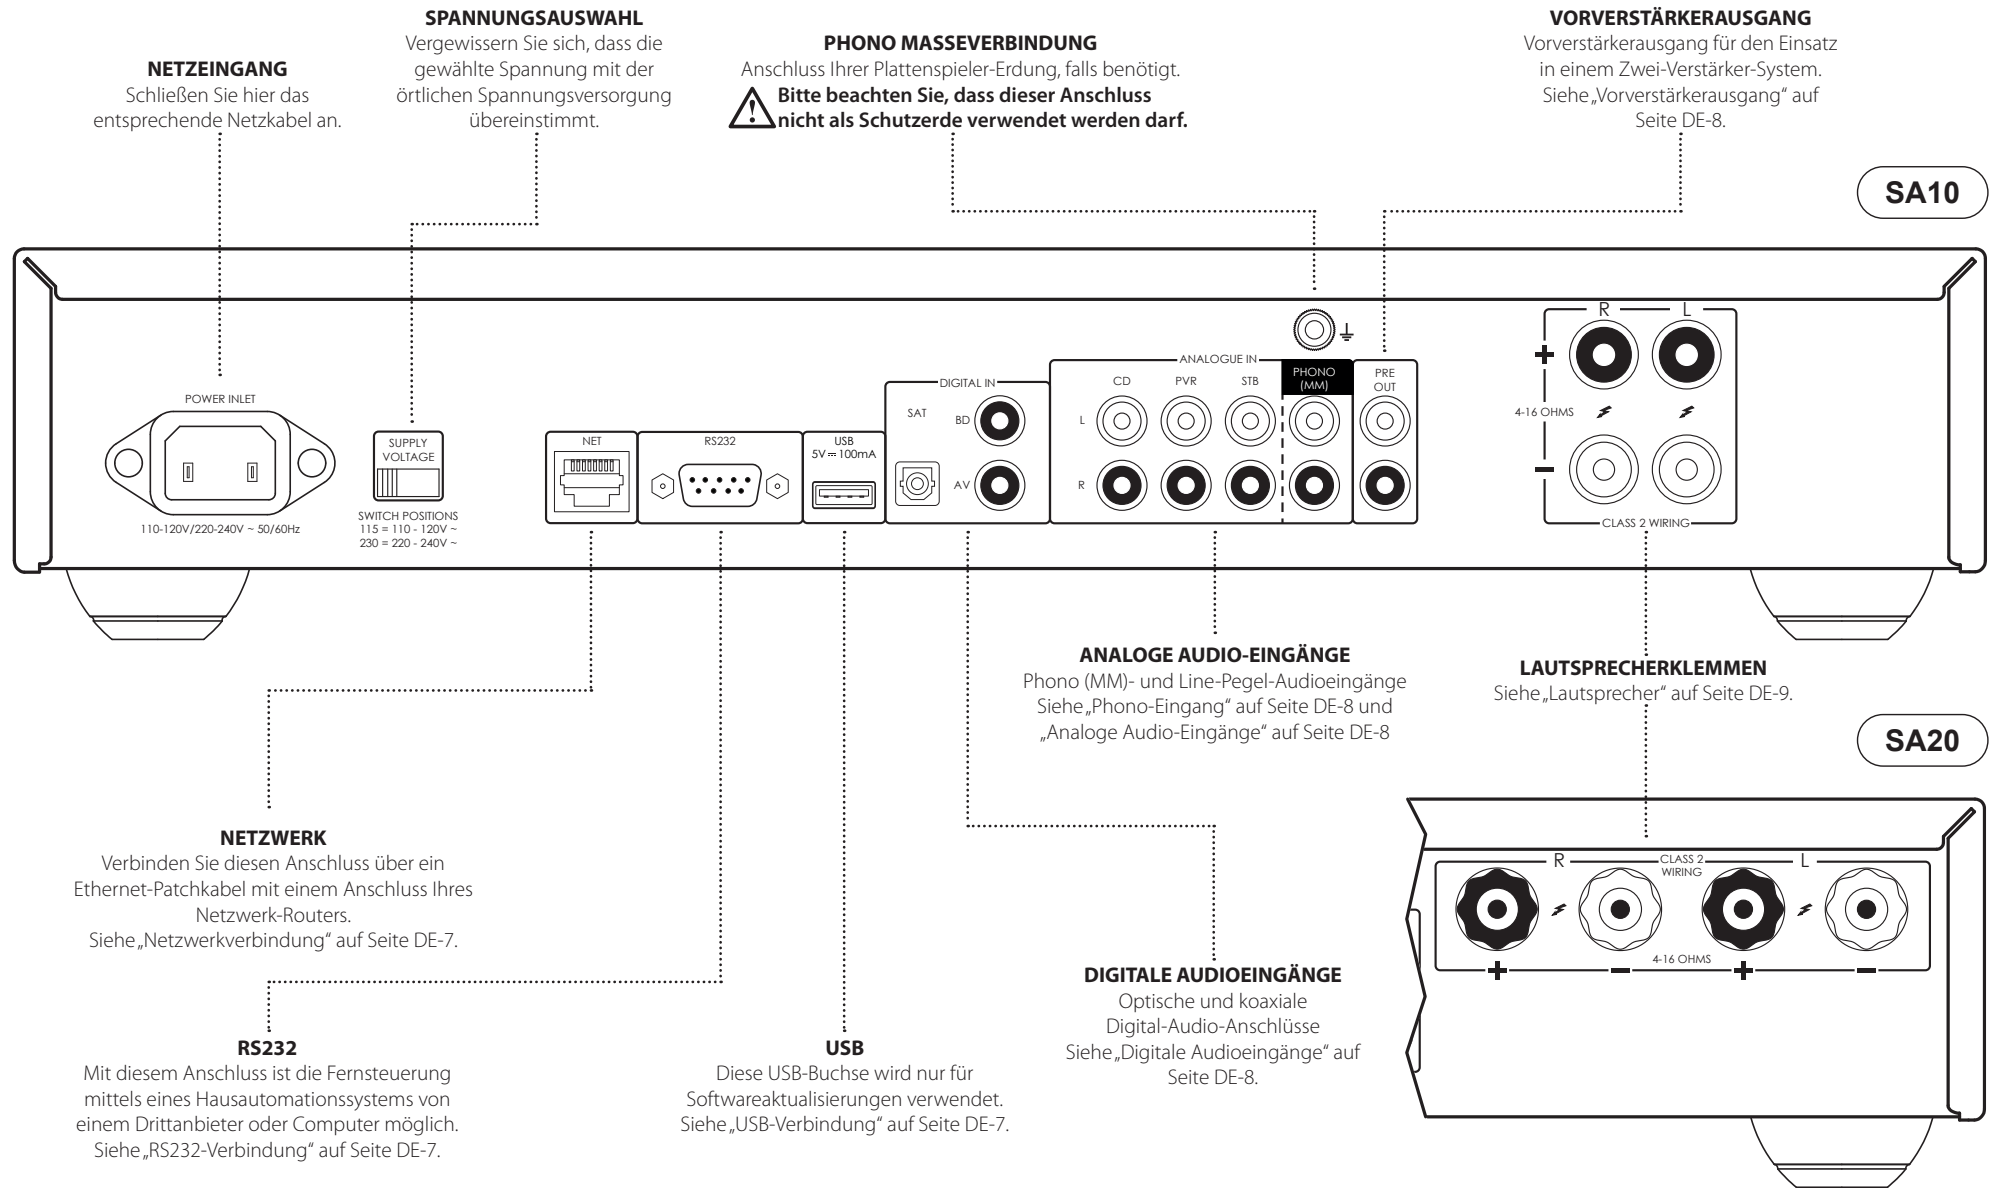 SPANNUNGSAUSWAHL
Vergewissern Sie sich, dass die
gewählte Spannung mit der
örtlichen Spannungsversorgung
übereinstimmt.
NETZEINGANG
Schließen Sie hier das
entsprechende Netzkabel an.
PHONO MASSEVERBINDUNG
Anschluss Ihrer Plattenspieler-Erdung, falls benötigt.
Bitte beachten Sie, dass dieser Anschluss
nicht als Schutzerde verwendet werden darf.
VORVERSTÄRKERAUSGANG
Vorverstärkerausgang für den Einsatz
in einem Zwei-Verstärker-System.
Siehe „Vorverstärkerausgang“ auf
Seite DE-8.
SA10
POWER INLET
110-120V/220-240V ~ 50/60Hz
SUPPLY
VOLTAGE
SWITCH POSITIONS
115 = 110 - 120V ~
230 = 220 - 240V ~
NET
RS232
USB
5V ⎓ 100mA
DIGITAL IN
SAT
BD
AV
ANALOGUE IN
CD
PVR
STB
PHONO
(MM)
PRE
OUT
L
R
R
L
+
4-16 OHMS
−
CLASS 2 WIRING
ANALOGE AUDIO-EINGÄNGE
Phono (MM)- und Line-Pegel-Audioeingänge
Siehe „Phono-Eingang“ auf Seite DE-8 und
„Analoge Audio-Eingänge“ auf Seite DE-8
LAUTSPRECHERKLEMMEN
Siehe „Lautsprecher“ auf Seite DE-9.
SA20
R
CLASS 2
WIRING
L
4-16 OHMS
+ − + −
NETZWERK
Verbinden Sie diesen Anschluss über ein
Ethernet-Patchkabel mit einem Anschluss Ihres
Netzwerk-Routers.
Siehe „Netzwerkverbindung“ auf Seite DE-7.
DIGITALE AUDIOEINGÄNGE
Optische und koaxiale
Digital-Audio-Anschlüsse
Siehe „Digitale Audioeingänge“ auf
Seite DE-8.
RS232
Mit diesem Anschluss ist die Fernsteuerung
mittels eines Hausautomationssystems von
einem Drittanbieter oder Computer möglich.
Siehe „RS232-Verbindung“ auf Seite DE-7.
USB
Diese USB-Buchse wird nur für
Softwareaktualisierungen verwendet.
Siehe „USB-Verbindung“ auf Seite DE-7.